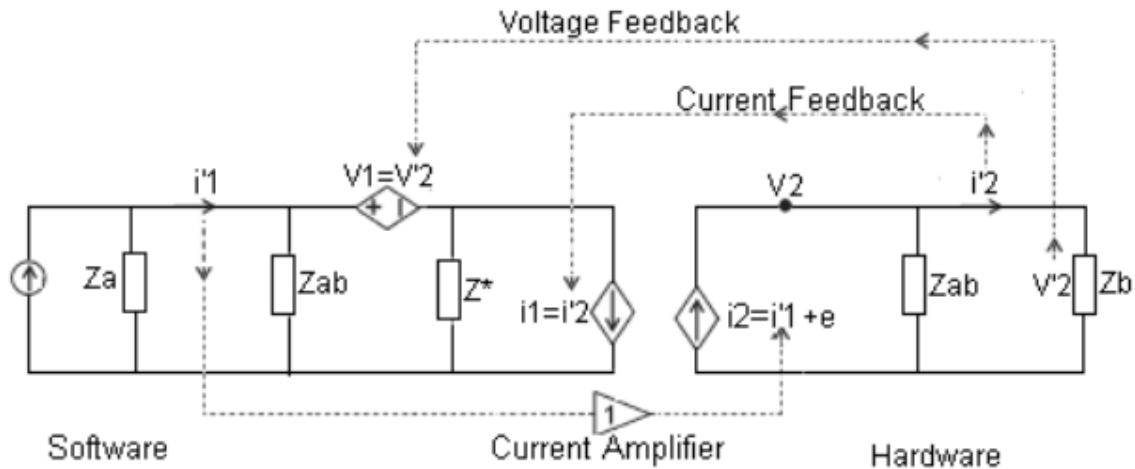 Voltage Feedback
Current Feedback
i'1
V1=V'2
V2
i'2
Za
Zab
Z*
i1=i'2
i2=i'1 +e
Zab
V'2
Zb
1
Software
Current Amplifier
Hardware